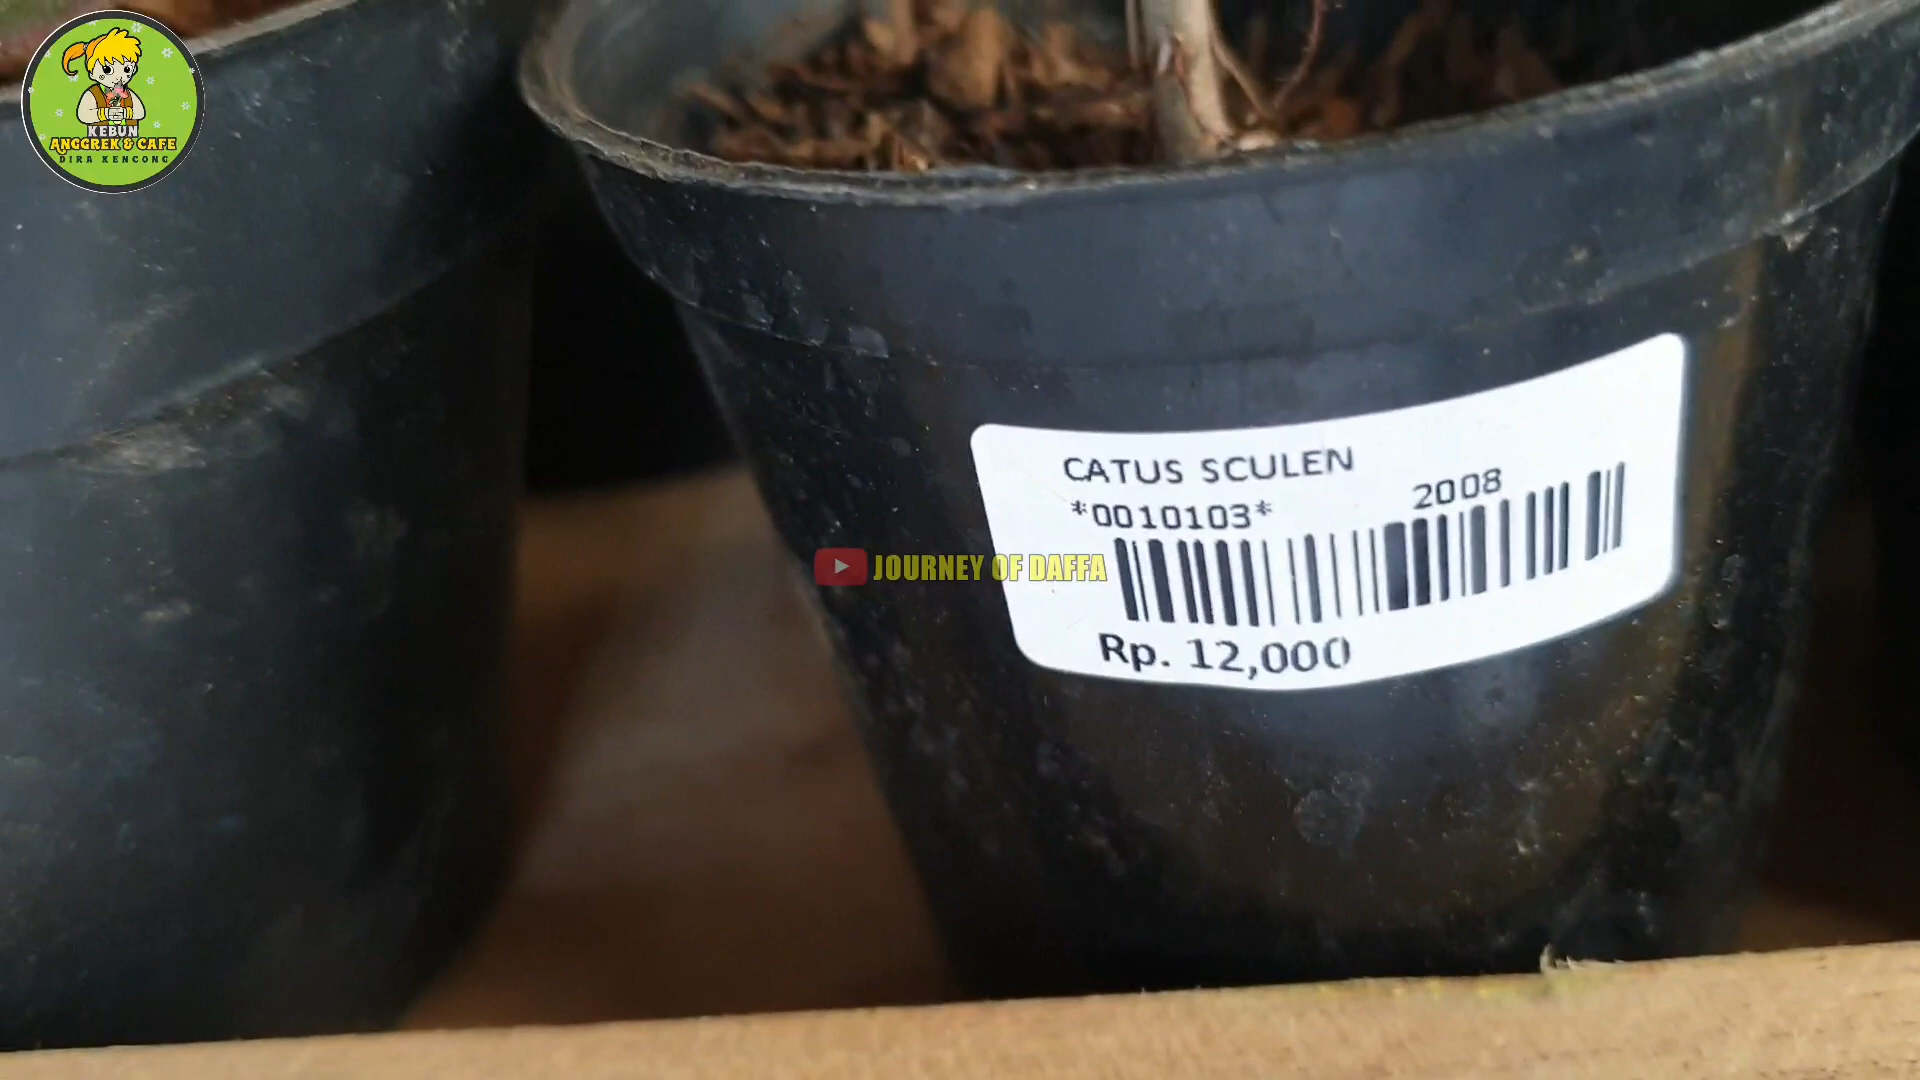 KEBUN
ANGGREK & CAFE
DIRA KENCONG
CATUS SCULEN
*0010103*
2008
JOURNEY OF DAFFA
Rp. 12,000